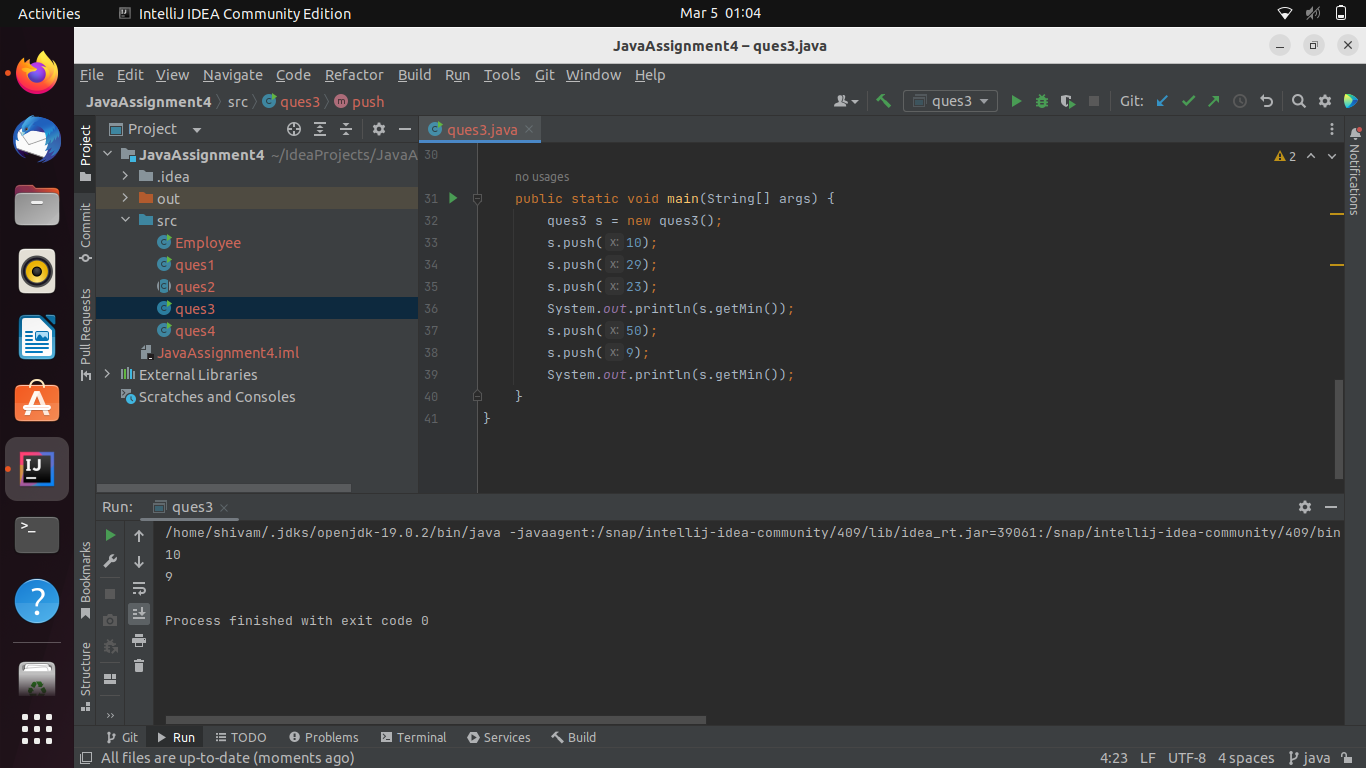 Activities IntelliJ IDEA Community Edition Mar 5 01:04
JavaAssignment4 – ques3.java
File Edit View Navigate Code Refactor Build Run Tools Git Window Help
JavaAssignment4 src ques3 push ques3 Git:
Project
ques3.java
JavaAssignment4 ~/IdeaProjects/JavaA
.idea
out
src
Employee
ques1
ques2
ques3
ques4
JavaAssignment4.iml
External Libraries
Scratches and Consoles
Project
Commit
Pull Requests
Bookmarks
Structure
Notifications
2
30
no usages
31 public static void main(String[] args) {
32 ques3 s = new ques3();
33 s.push( x: 10);
34 s.push( x: 29);
35 s.push( x: 23);
36 System.out.println(s.getMin());
37 s.push( x: 50);
38 s.push( x: 9);
39 System.out.println(s.getMin());
40 }
41 }
Run: ques3
/home/shivam/.jdks/openjdk-19.0.2/bin/java -javaagent:/snap/intellij-idea-community/409/lib/idea_rt.jar=39061:/snap/intellij-idea-community/409/bin
10
9
Process finished with exit code 0
Git Run TODO Problems Terminal Services Build
All files are up-to-date (moments ago) 4:23 LF UTF-8 4 spaces java